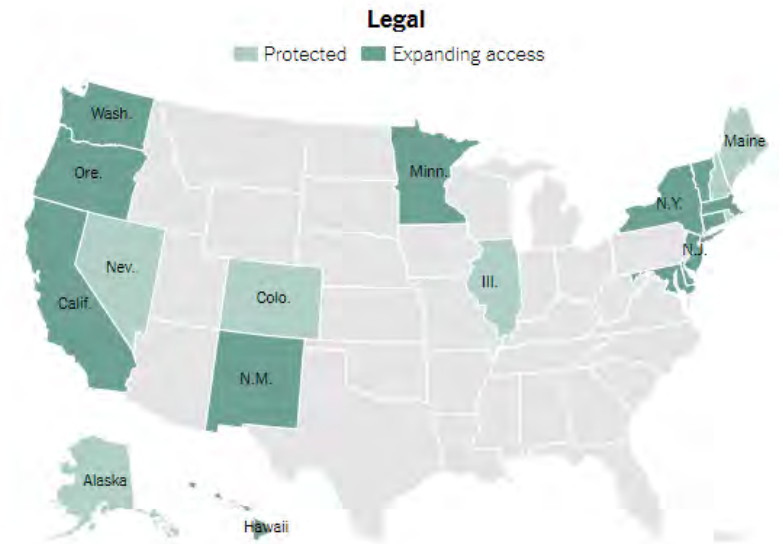 Legal
Protected Expanding access
Wash.
Maine
Ore.
Minn.
N.Y.
N.J.
Nev.
Colo.
Ill.
Calif.
N.M.
Alaska
Hawaii